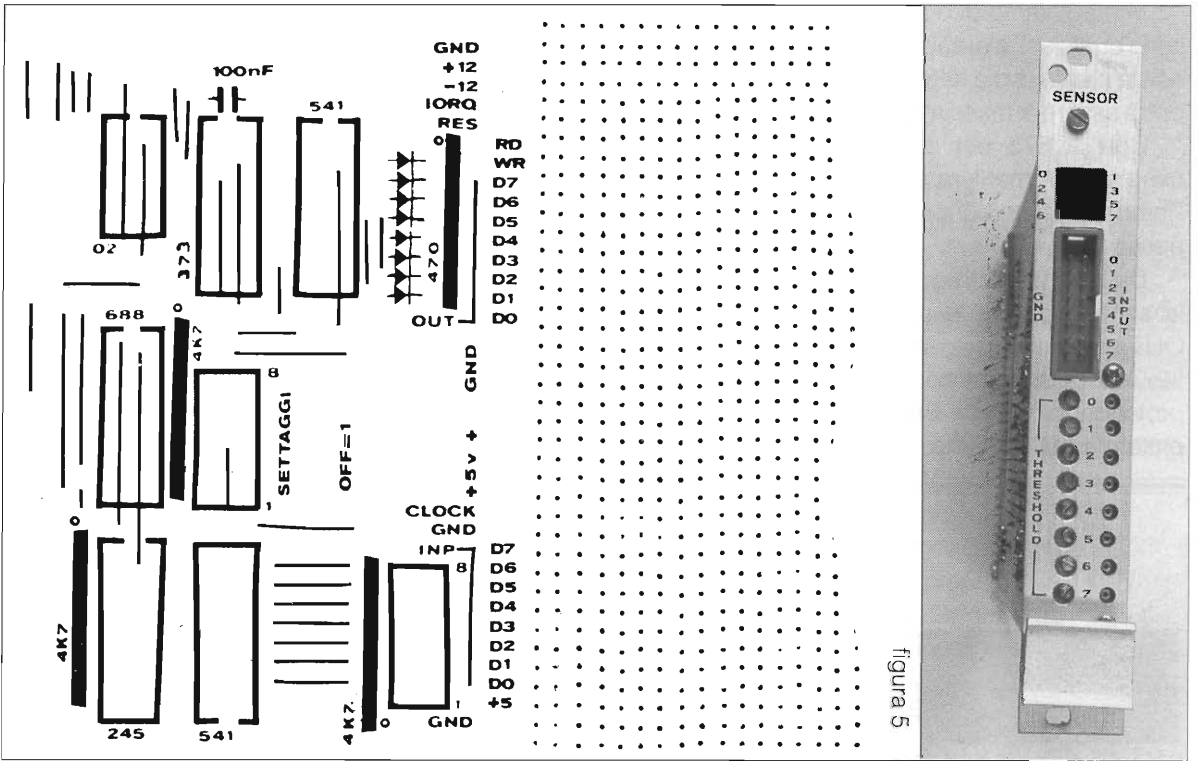 GND
+12
-12
IORQ
RES
RD
WR
D7
D6
D5
D4
D3
D2
D1
D0
OUT
100nF
541
02
373
470
688
4K7
8
SETTAGGI
1
OFF=1
GND
+5v +
CLOCK
GND
INP
D7
D6
D5
D4
D3
D2
D1
D0
+5
GND
8
1
4K7
245
541
4K7
figura 5
SENSOR
0 1
2 3
4 5
6 7
GND
0
1
2
3
4
5
6
7
INPUT
THRESHOLD
0
1
2
3
4
5
6
7